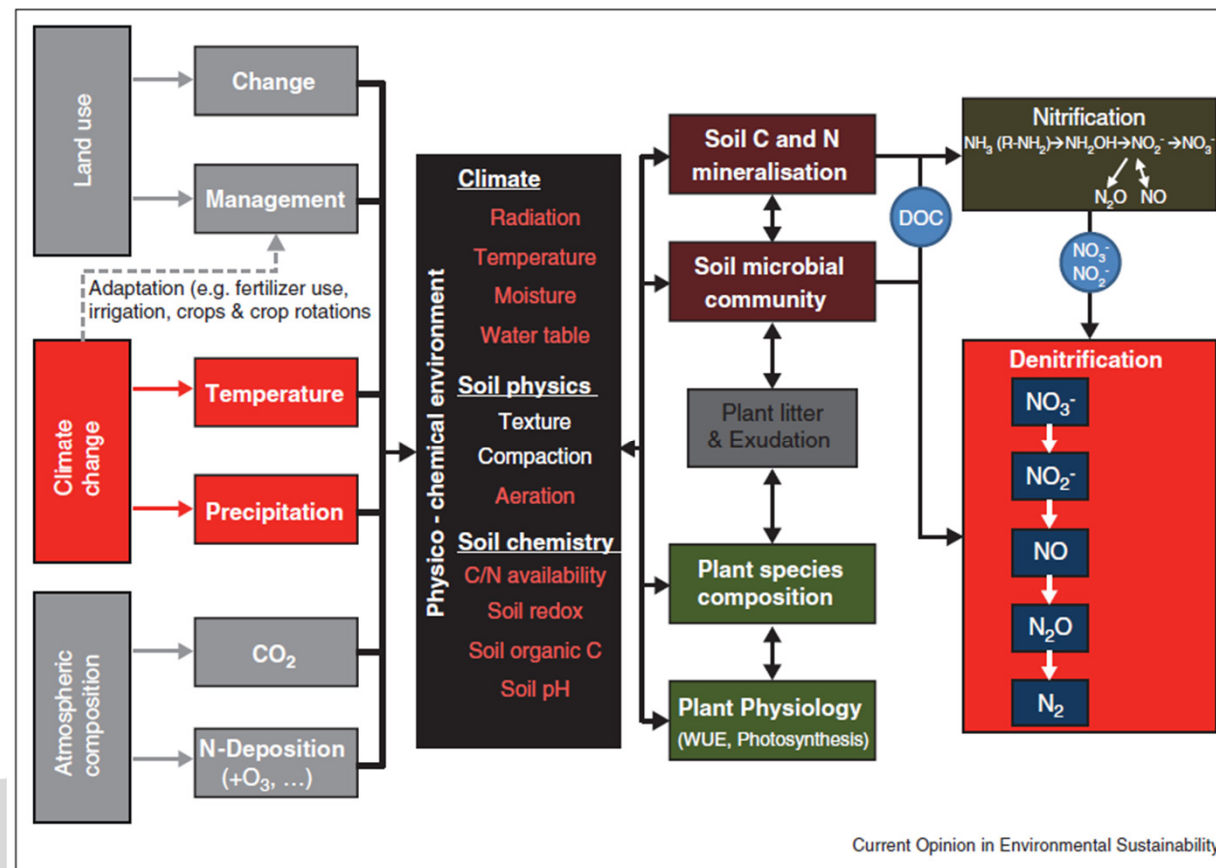 Land use
Change
Management
Adaptation (e.g. fertilizer use,
irrigation, crops & crop rotations
Climate
change
Temperature
Precipitation
Atmospheric
composition
CO₂
N-Deposition
(+O₃, ...)
Physico - chemical environment
Climate
Radiation
Temperature
Moisture
Water table
Soil physics
Texture
Compaction
Aeration
Soil chemistry
C/N availability
Soil redox
Soil organic C
Soil pH
Soil C and N
mineralisation
Soil microbial
community
Plant litter
& Exudation
Plant species
composition
Plant Physiology
(WUE, Photosynthesis)
DOC
Nitrification
NH₃ (R-NH₂)→NH₂OH→NO₂⁻→NO₃⁻
N₂O NO
NO₃⁻
NO₂⁻
Denitrification
NO₃⁻
NO₂⁻
NO
N₂O
N₂
Current Opinion in Environmental Sustainability